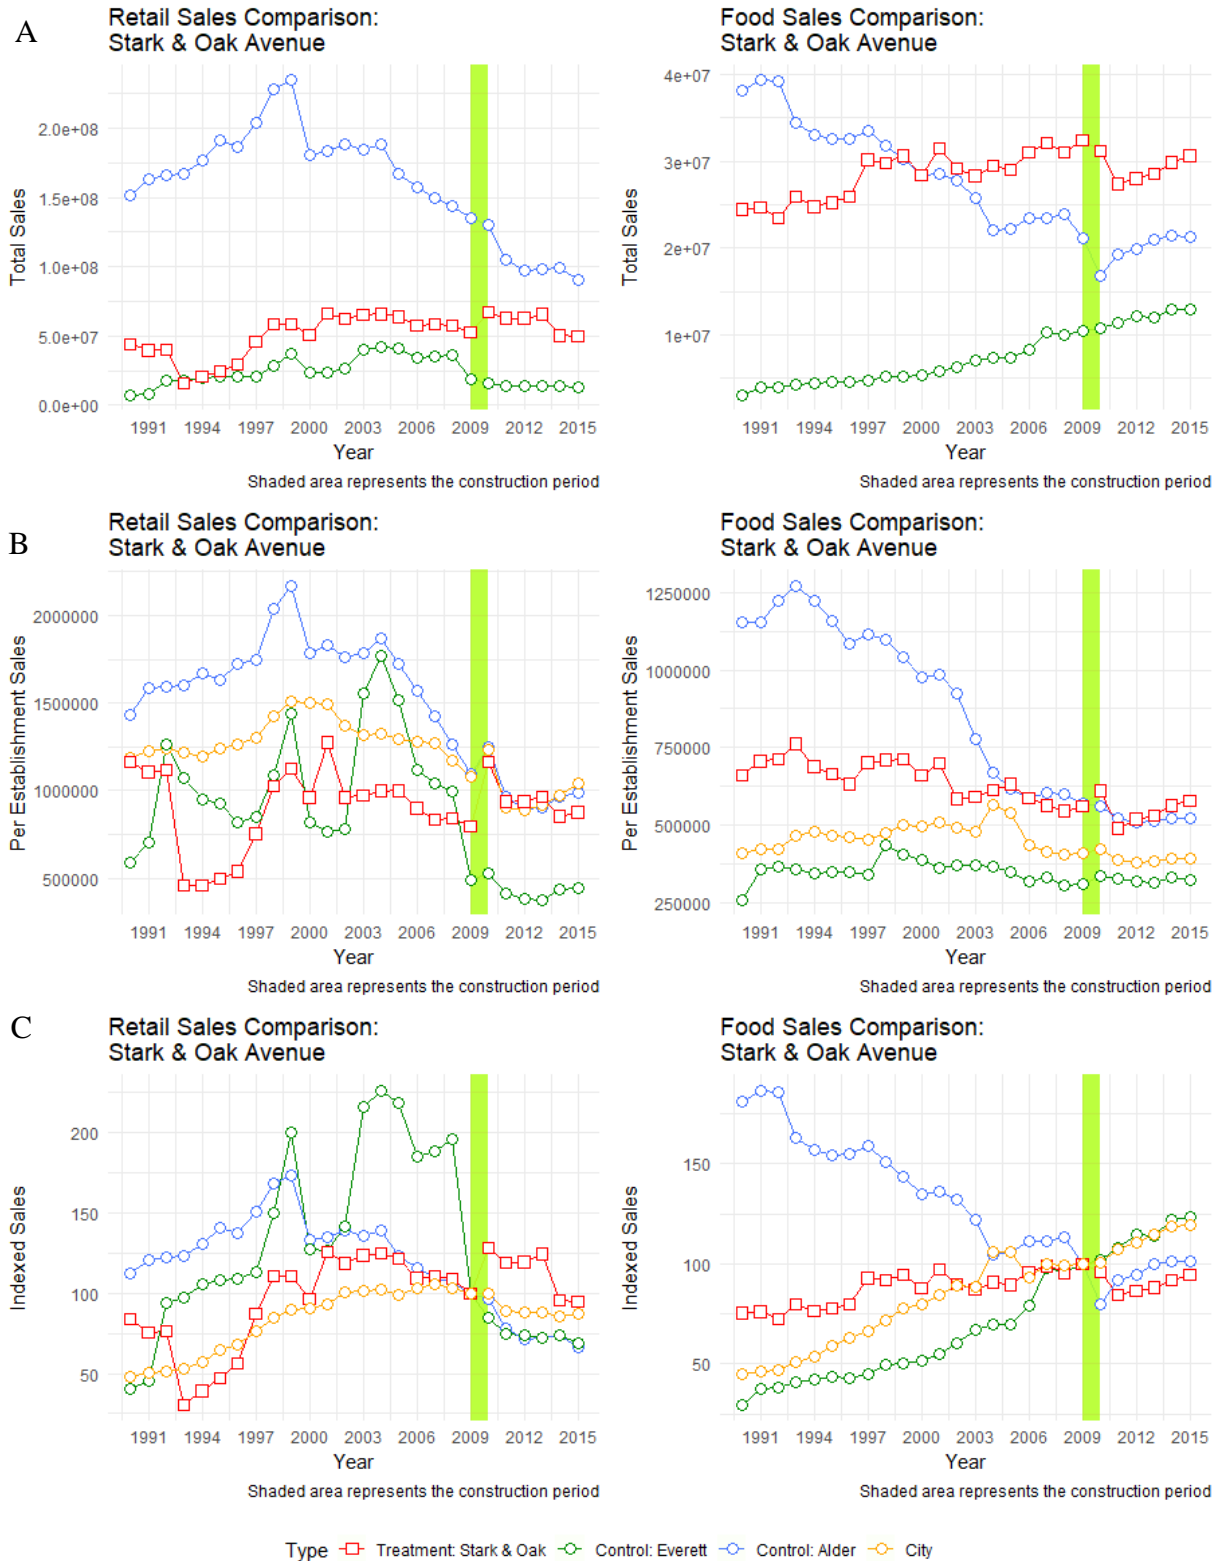 A
Retail Sales Comparison:
Stark & Oak Avenue
Total Sales
2.0e+08
1.5e+08
1.0e+08
5.0e+07
0.0e+00
1991 1994 1997 2000 2003 2006 2009 2012 2015
Year
Shaded area represents the construction period
Food Sales Comparison:
Stark & Oak Avenue
Total Sales
4e+07
3e+07
2e+07
1e+07
1991 1994 1997 2000 2003 2006 2009 2012 2015
Year
Shaded area represents the construction period
B
Retail Sales Comparison:
Stark & Oak Avenue
Per Establishment Sales
2000000
1500000
1000000
500000
1991 1994 1997 2000 2003 2006 2009 2012 2015
Year
Shaded area represents the construction period
Food Sales Comparison:
Stark & Oak Avenue
Per Establishment Sales
1250000
1000000
750000
500000
250000
1991 1994 1997 2000 2003 2006 2009 2012 2015
Year
Shaded area represents the construction period
C
Retail Sales Comparison:
Stark & Oak Avenue
Indexed Sales
200
150
100
50
1991 1994 1997 2000 2003 2006 2009 2012 2015
Year
Shaded area represents the construction period
Food Sales Comparison:
Stark & Oak Avenue
Indexed Sales
150
100
50
1991 1994 1997 2000 2003 2006 2009 2012 2015
Year
Shaded area represents the construction period
Type Treatment: Stark & Oak Control: Everett Control: Alder City